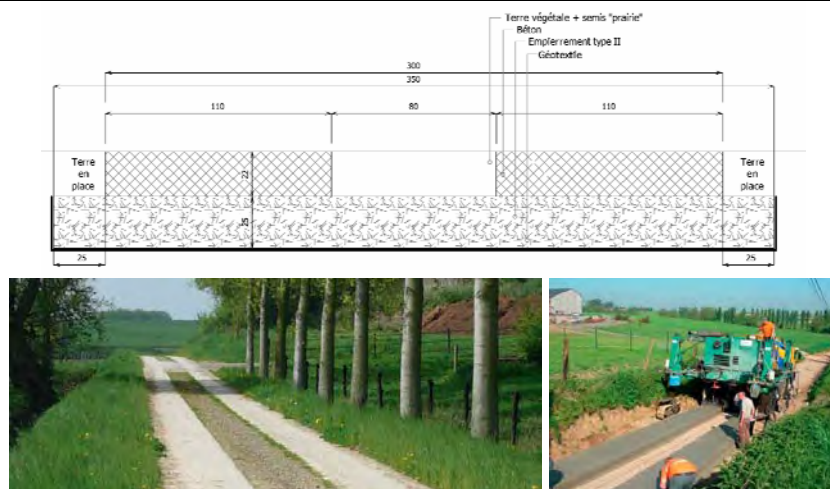 Terre végétale + semis "prairie"
Béton
Empierrement type II
Géotextile
300
350
110
80
110
Terre
en
place
22
Terre
en
place
25
25
25